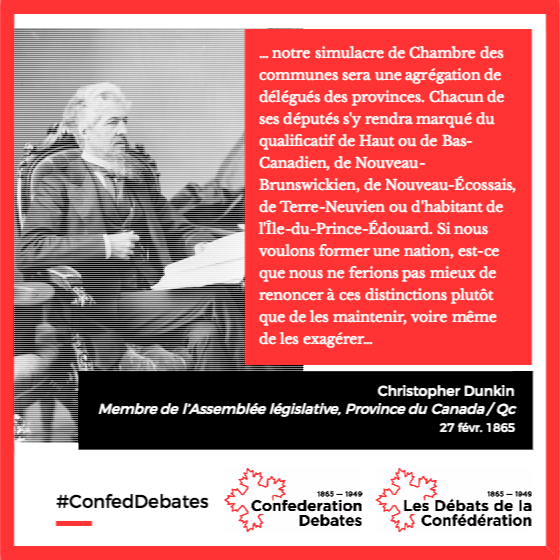 ... notre simulacre de Chambre des
communes sera une agrégation de
délégués des provinces. Chacun de
ses députés s'y rendra marqué du
qualificatif de Haut ou de Bas-
Canadien, de Nouveau-
Brunswickien, de Nouveau-Écossais,
de Terre-Neuvien ou d'habitant de
l'Île-du-Prince-Édouard. Si nous
voulons former une nation, est-ce
que nous ne ferions pas mieux de
renoncer à ces distinctions plutôt
que de les maintenir, voire même
de les exagérer...
Christopher Dunkin
Membre de l'Assemblée législative, Province du Canada / Qc
27 févr. 1865
#ConfedDebates
1865 — 1949
Confederation
Debates
1865 — 1949
Les Débats de la
Confédération